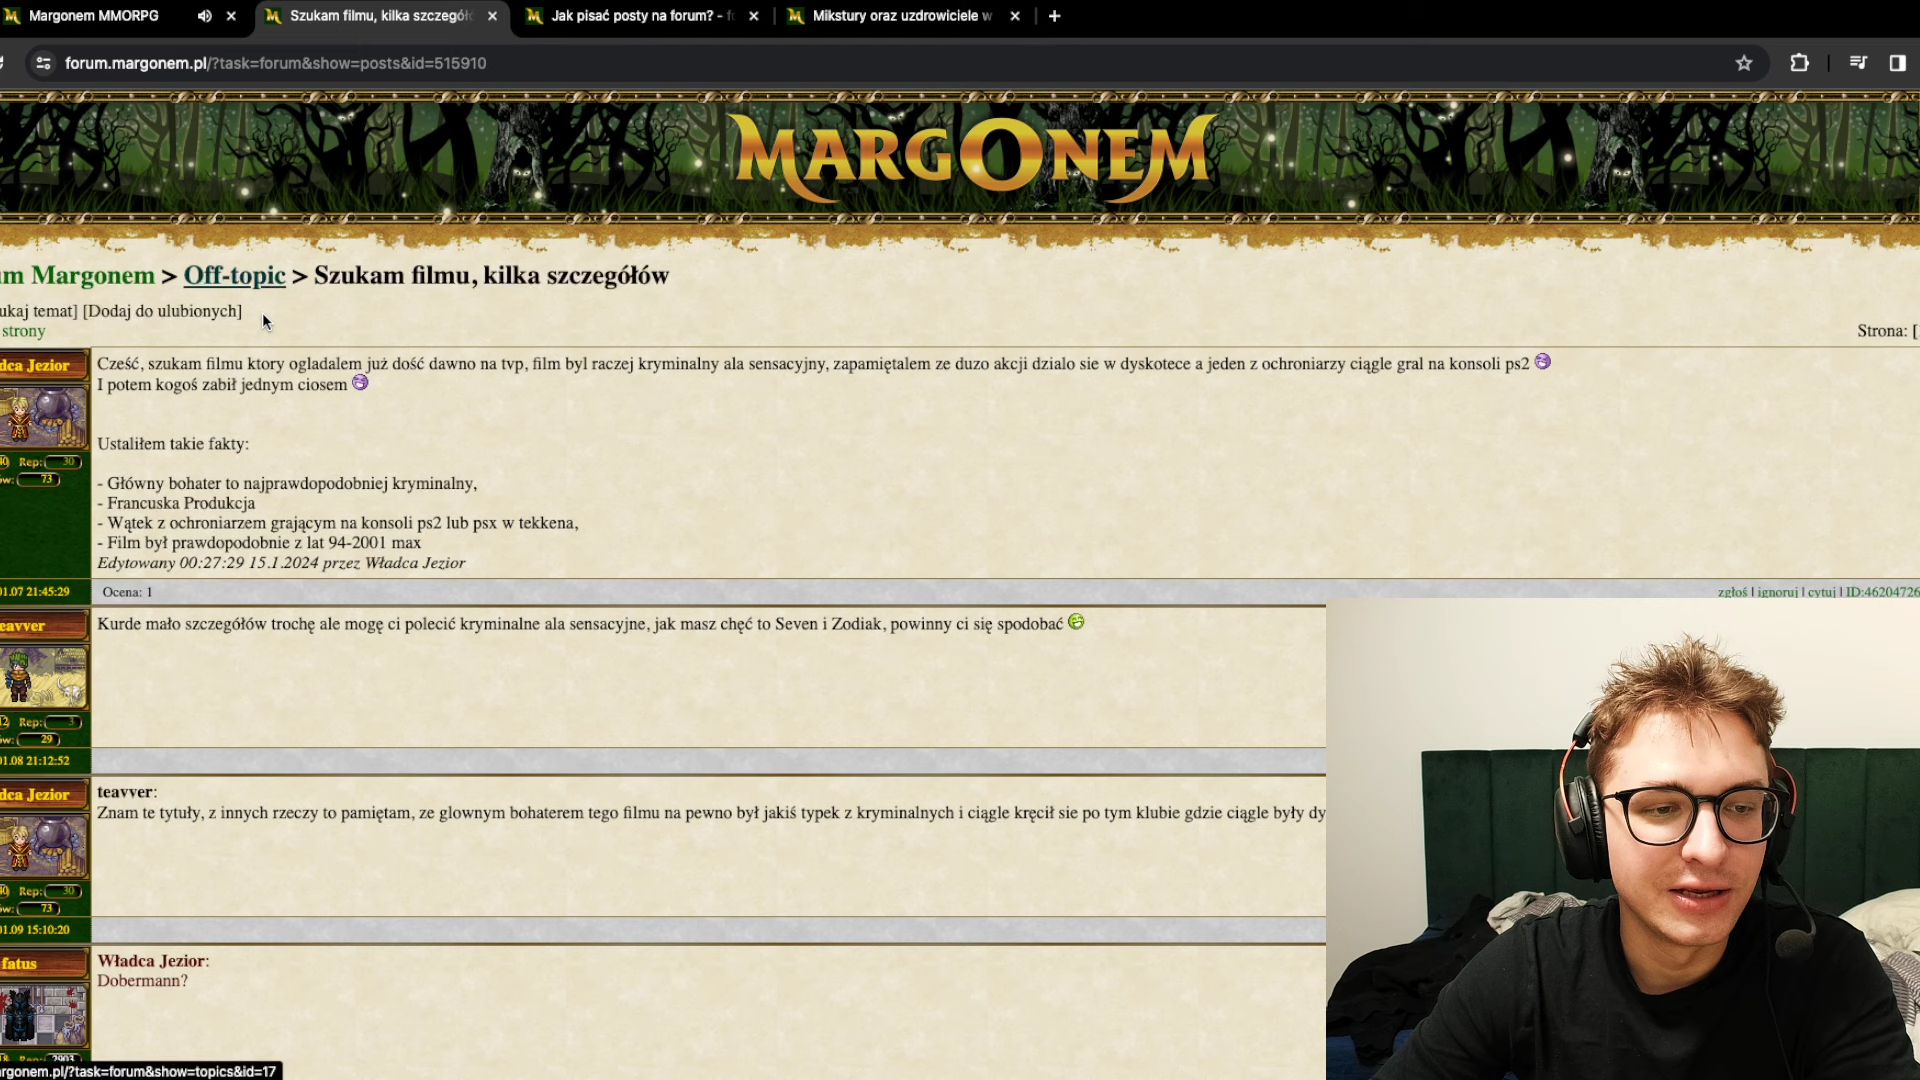 Margonem MMORPG
Szukam filmu, kilka szczegół
Jak pisać posty na forum? - f
Mikstury oraz uzdrowiciele w
forum.margonem.pl/?task=forum&show=posts&id=515910
MARGONEM
um Margonem > Off-topic > Szukam filmu, kilka szczegółów
ukaj temat] [Dodaj do ulubionych]
strony
Strona: [
dca Jezior
Cześć, szukam filmu ktory ogladalem już dość dawno na tvp, film byl raczej kryminalny ala sensacyjny, zapamiętalem ze duzo akcji dzialo sie w dyskotece a jeden z ochroniarzy ciągle gral na konsoli ps2
I potem kogoś zabił jednym ciosem
Ustaliłem takie fakty:
Rep: 30
ów: 73
- Główny bohater to najprawdopodobniej kryminalny,
- Francuska Produkcja
- Wątek z ochroniarzem grającym na konsoli ps2 lub psx w tekkena,
- Film był prawdopodobnie z lat 94-2001 max
Edytowany 00:27:29 15.1.2024 przez Władca Jezior
01.07 21:45:29
Ocena: 1
zgłoś | ignoruj | cytuj | ID:46204726
eavver
Kurde mało szczegółów trochę ale mogę ci polecić kryminalne ala sensacyjne, jak masz chęć to Seven i Zodiak, powinny ci się spodobać
12 Rep: 3
ów: 29
01.08 21:12:52
dca Jezior
teavver:
Znam te tytuły, z innych rzeczy to pamiętam, ze glownym bohaterem tego filmu na pewno był jakiś typek z kryminalnych i ciągle kręcił sie po tym klubie gdzie ciągle były dy
Rep: 30
ów: 73
01.09 15:10:20
fatus
Władca Jezior:
Dobermann?
Rep: 2903
rgonem.pl/?task=forum&show=topics&id=17